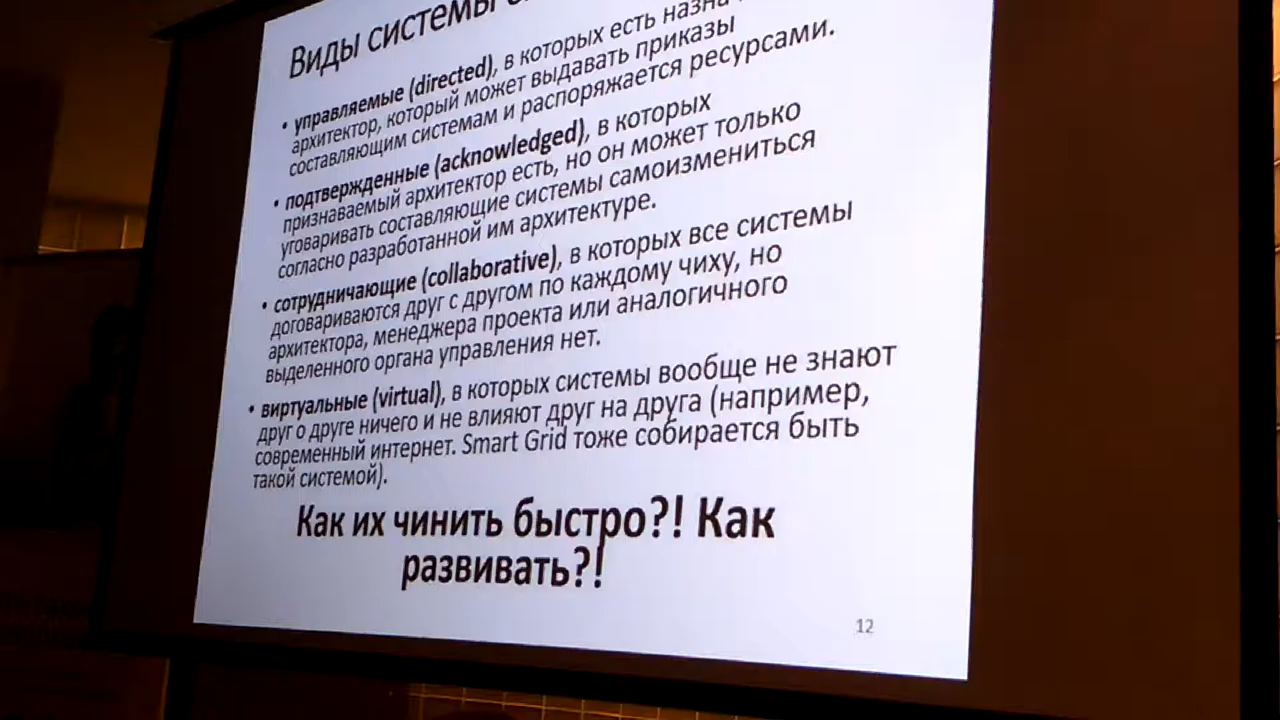 Виды системы
• управляемые (directed), в которых есть
архитектор, который может выдавать приказы
составляющим системам и распоряжается ресурсами.
• подтвержденные (acknowledged), в которых
признаваемый архитектор есть, но он может только
уговаривать составляющие системы самоизмениться
согласно разработанной им архитектуре.
• сотрудничающие (collaborative), в которых все системы
договариваются друг с другом по каждому чиху, но
архитектора, менеджера проекта или аналогичного
выделенного органа управления нет.
• виртуальные (virtual), в которых системы вообще не знают
друг о друге ничего и не влияют друг на друга (например,
современный интернет. Smart Grid тоже собирается быть
такой системой).
Как их чинить быстро?! Как
развивать?!
12